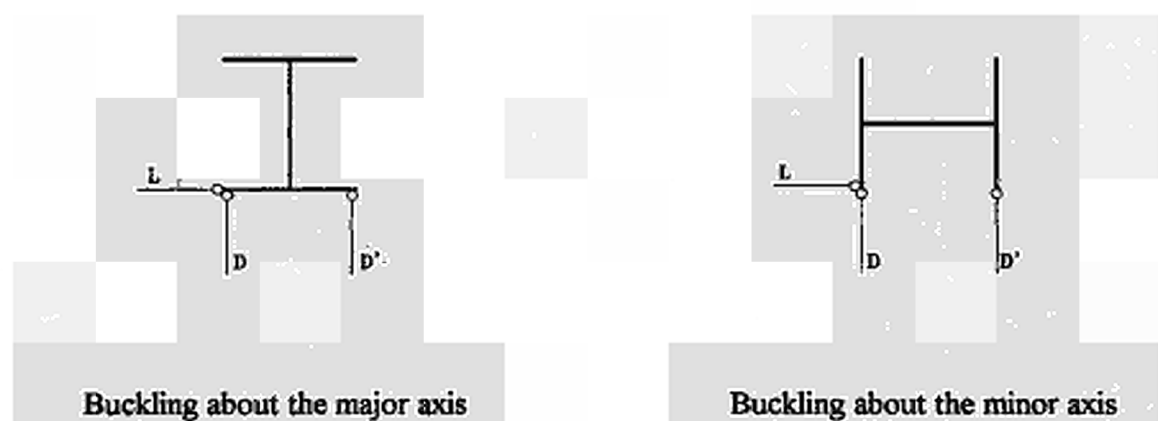 L
D
D'
Buckling about the major axis
L
D
D'
Buckling about the minor axis